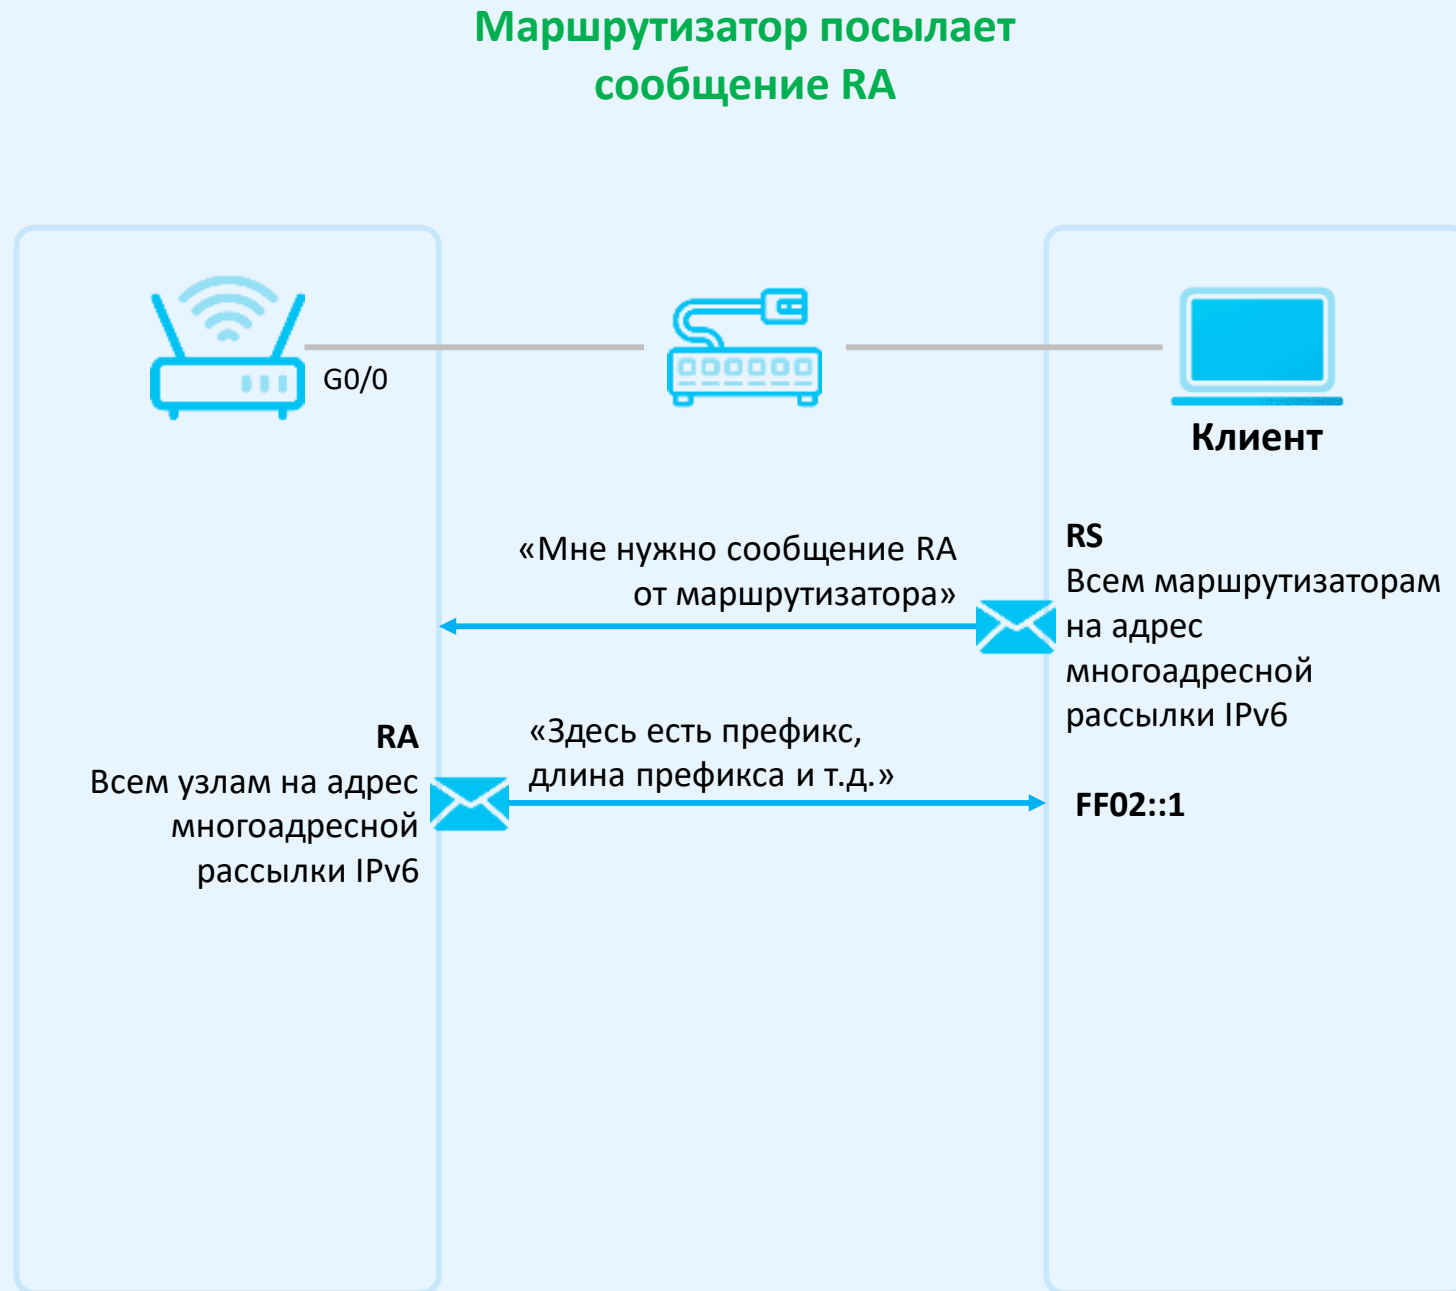 Маршрутизатор посылает
сообщение RA
G0/0
Клиент
«Мне нужно сообщение RA
от маршрутизатора»
RS
Всем маршрутизаторам
на адрес
многоадресной
рассылки IPv6
RA
Всем узлам на адрес
многоадресной
рассылки IPv6
«Здесь есть префикс,
длина префикса и т.д.»
FF02::1